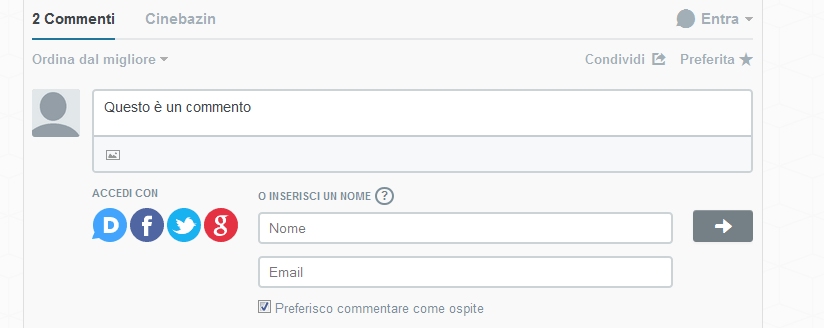 2 Commenti Cinebazin Entra
Ordina dal migliore Condividi Preferita
Questo è un commento
ACCEDI CON O INSERISCI UN NOME ?
D f g
Nome
Email
Preferisco commentare come ospite